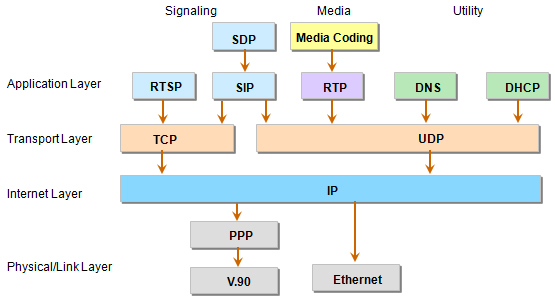 Signaling Media Utility
SDP Media Coding
Application Layer RTSP SIP RTP DNS DHCP
Transport Layer TCP UDP
Internet Layer IP
PPP
Physical/Link Layer V.90 Ethernet